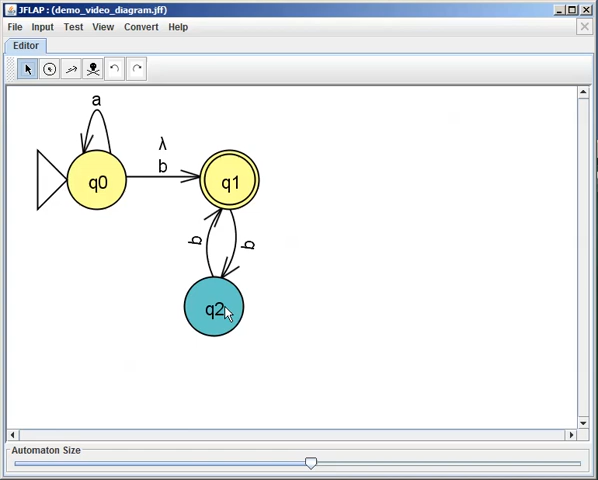 JFLAP : (demo_video_diagram.jff)
File Input Test View Convert Help
Editor
a
λ
b
q0
q1
b
b
q2
Automaton Size